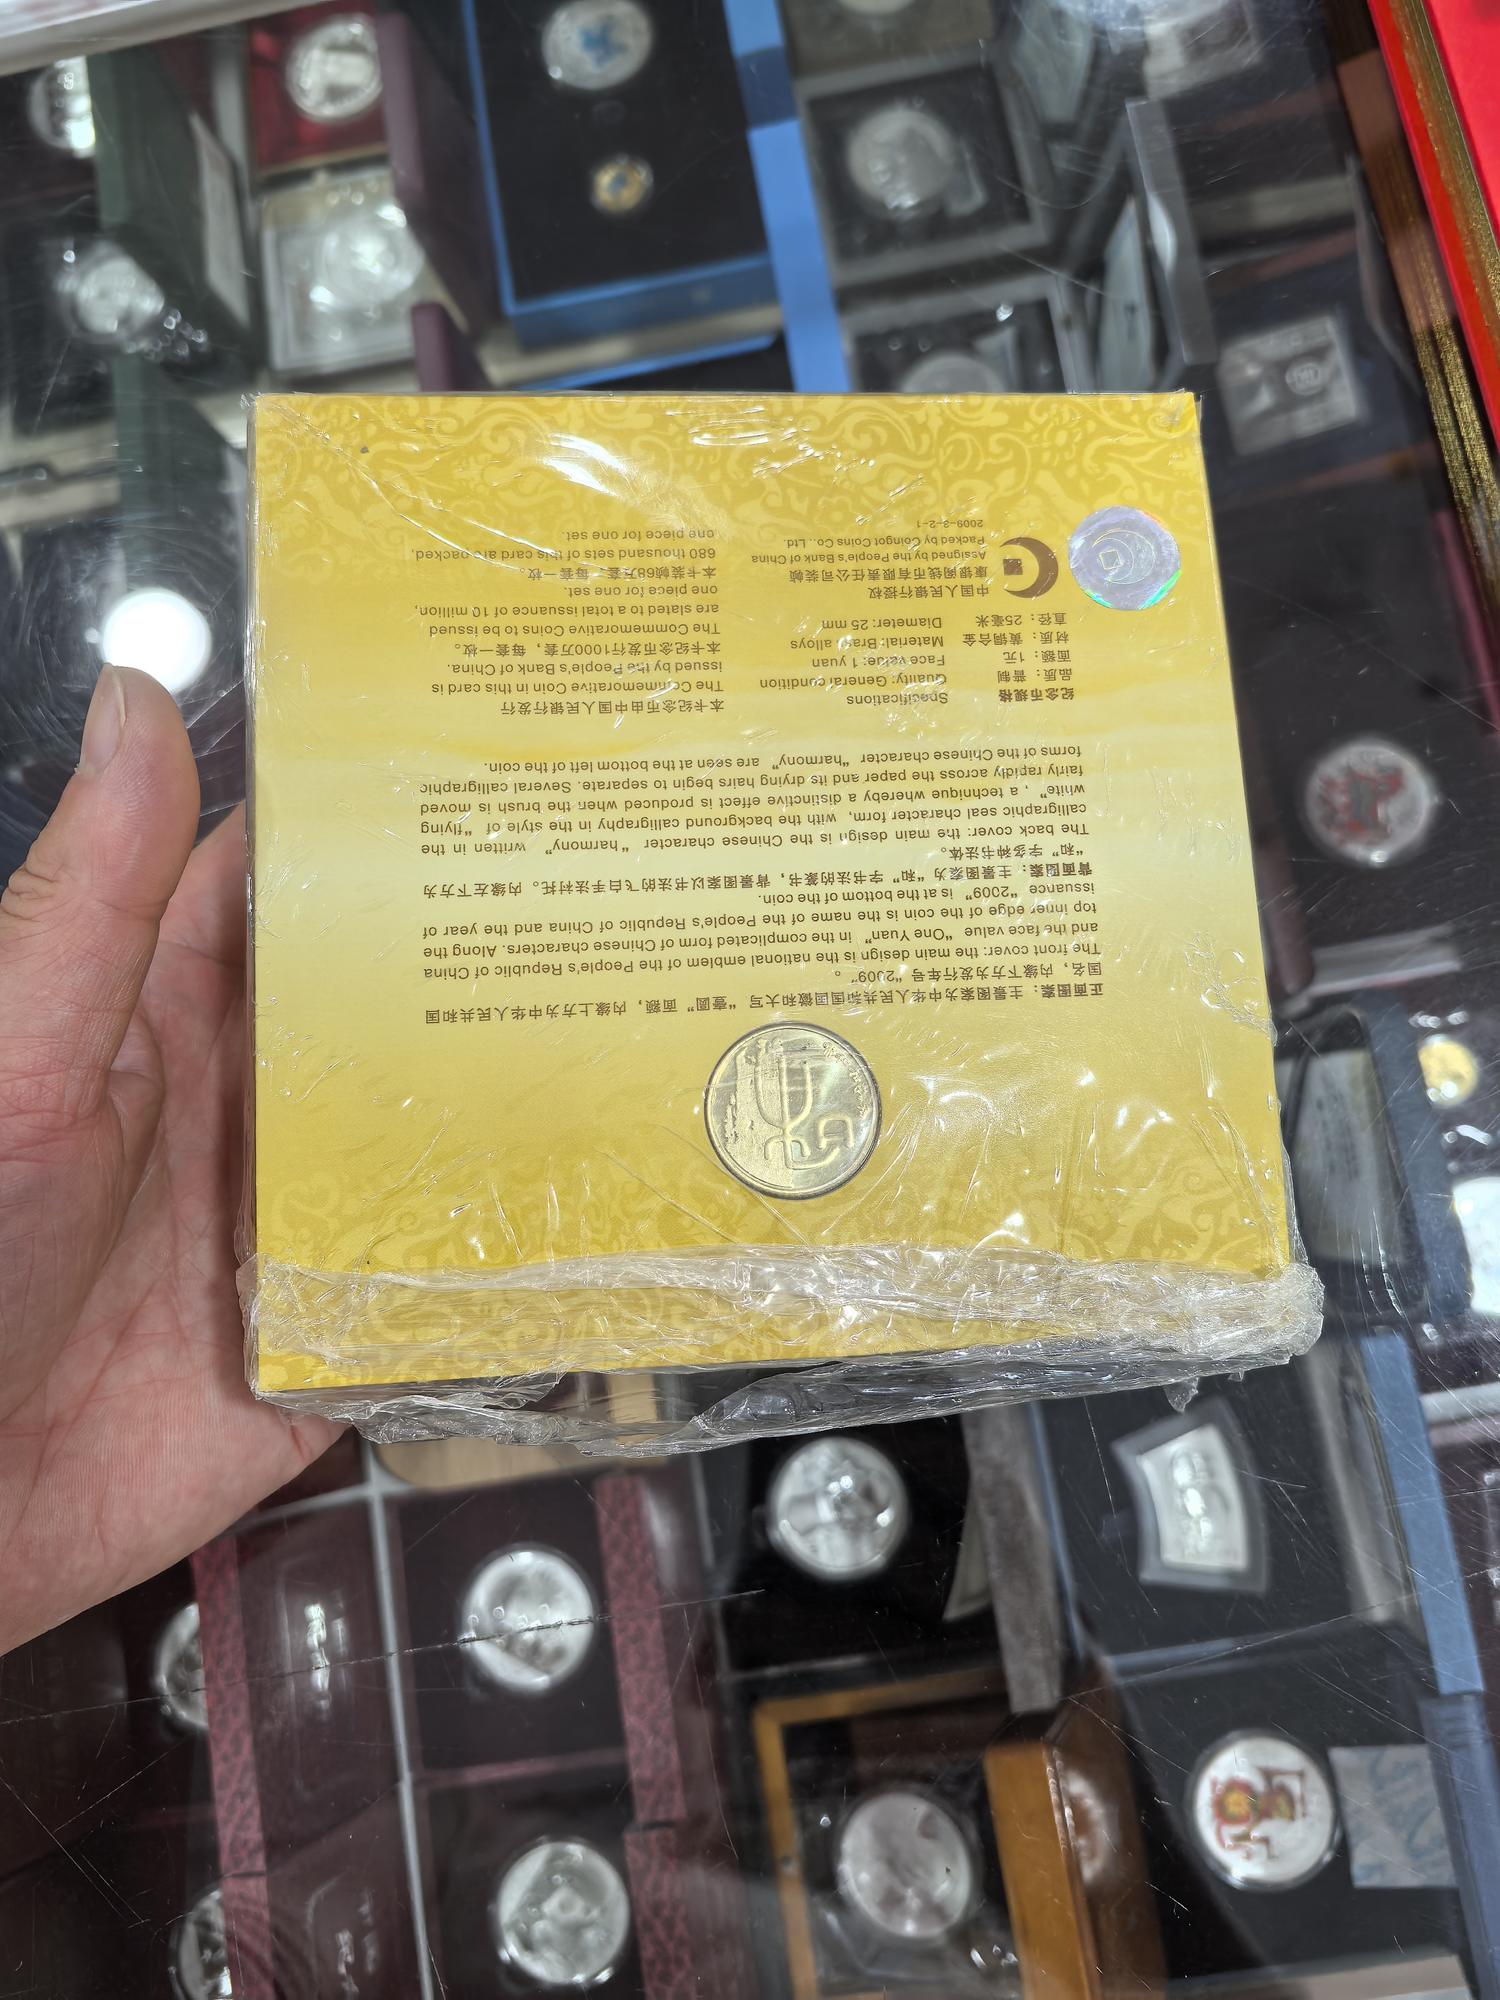 正面图案：主景图案为中华人民共和国国徽和大写“壹圆”面额，内缘上方为中华人民共和国
国名，内缘下方为发行年号“2009”。
The front cover: the main design is the national emblem of the People's Republic of China
and the face value “One Yuan” in the complicated form of Chinese characters. Along the
top inner edge of the coin is the name of the People's Republic of China and the year of
issuance “2009” is at the bottom of the coin.
背面图案：主景图案为“和”字书法的篆书，背景图案以书法的飞白手法衬托。内缘左下方为
“和”字多种书法体。
The back cover: the main design is the Chinese character “harmony” written in the
calligraphic seal character form, with the background calligraphy in the style of “flying
white”, a technique whereby a distinctive effect is produced when the brush is moved
fairly rapidly across the paper and its drying hairs begin to separate. Several calligraphic
forms of the Chinese character “harmony” are seen at the bottom left of the coin.
纪念币规格 Specifications
品质：普制 Quality: General condition
面额：1元 Face value: 1 yuan
材质：黄铜合金 Material: Brass alloys
直径：25毫米 Diameter: 25 mm
中国人民银行授权
康银阁钱币有限责任公司装帧
Assigned by the People's Bank of China
Packed by Coingot Coins Co., Ltd.
2009-3-2-1
本卡纪念币由中国人民银行发行
The Commemorative Coin in this card is
issued by the People's Bank of China.
本卡纪念币发行1000万套，每套一枚。
The Commemorative Coins to be issued
are slated to a total issuance of 10 million,
one piece for one set.
本卡装帧68万套，每套一枚。
680 thousand sets of this card are packed,
one piece for one set.